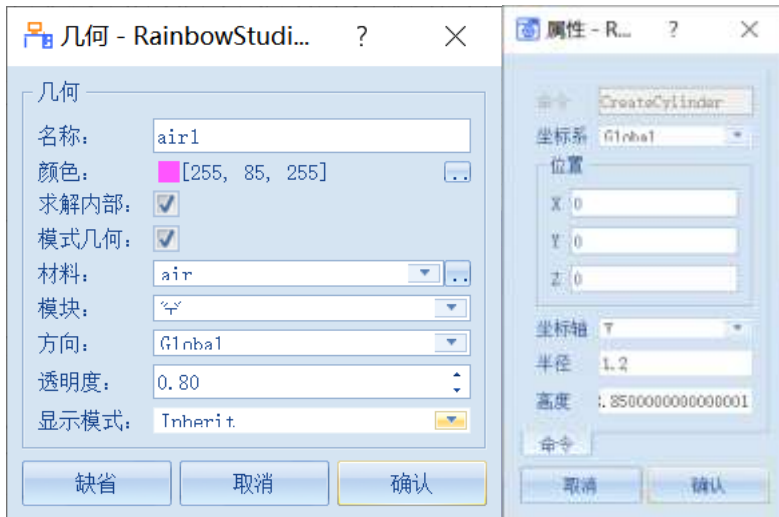 几何 - RainbowStudi...
?
几何
名称:
air1
颜色:
[255, 85, 255]
..
求解内部:
模式几何:
材料:
air
..
模块:
方向:
Global
透明度:
0.80
显示模式:
Inherit
缺省
取消
确认
属性 - R...
?
命令
CreateCylinder
坐标系
Global
位置
X
0
Y
0
Z
0
坐标轴
半径
1.2
高度
.8500000000000001
命令
取消
确认